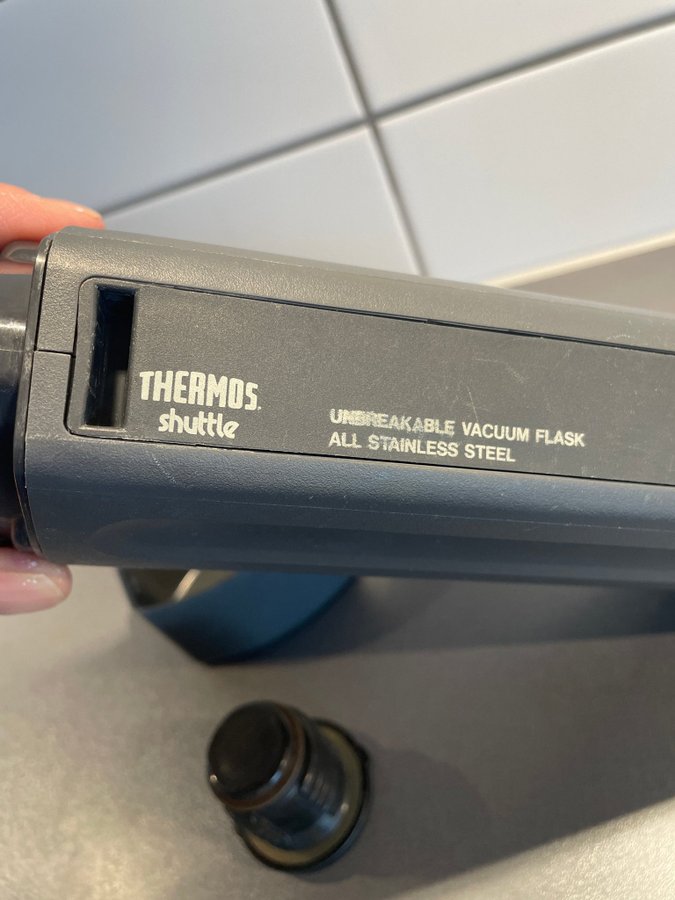 THERMOS
shuttle
UNBREAKABLE VACUUM FLASK
ALL STAINLESS STEEL